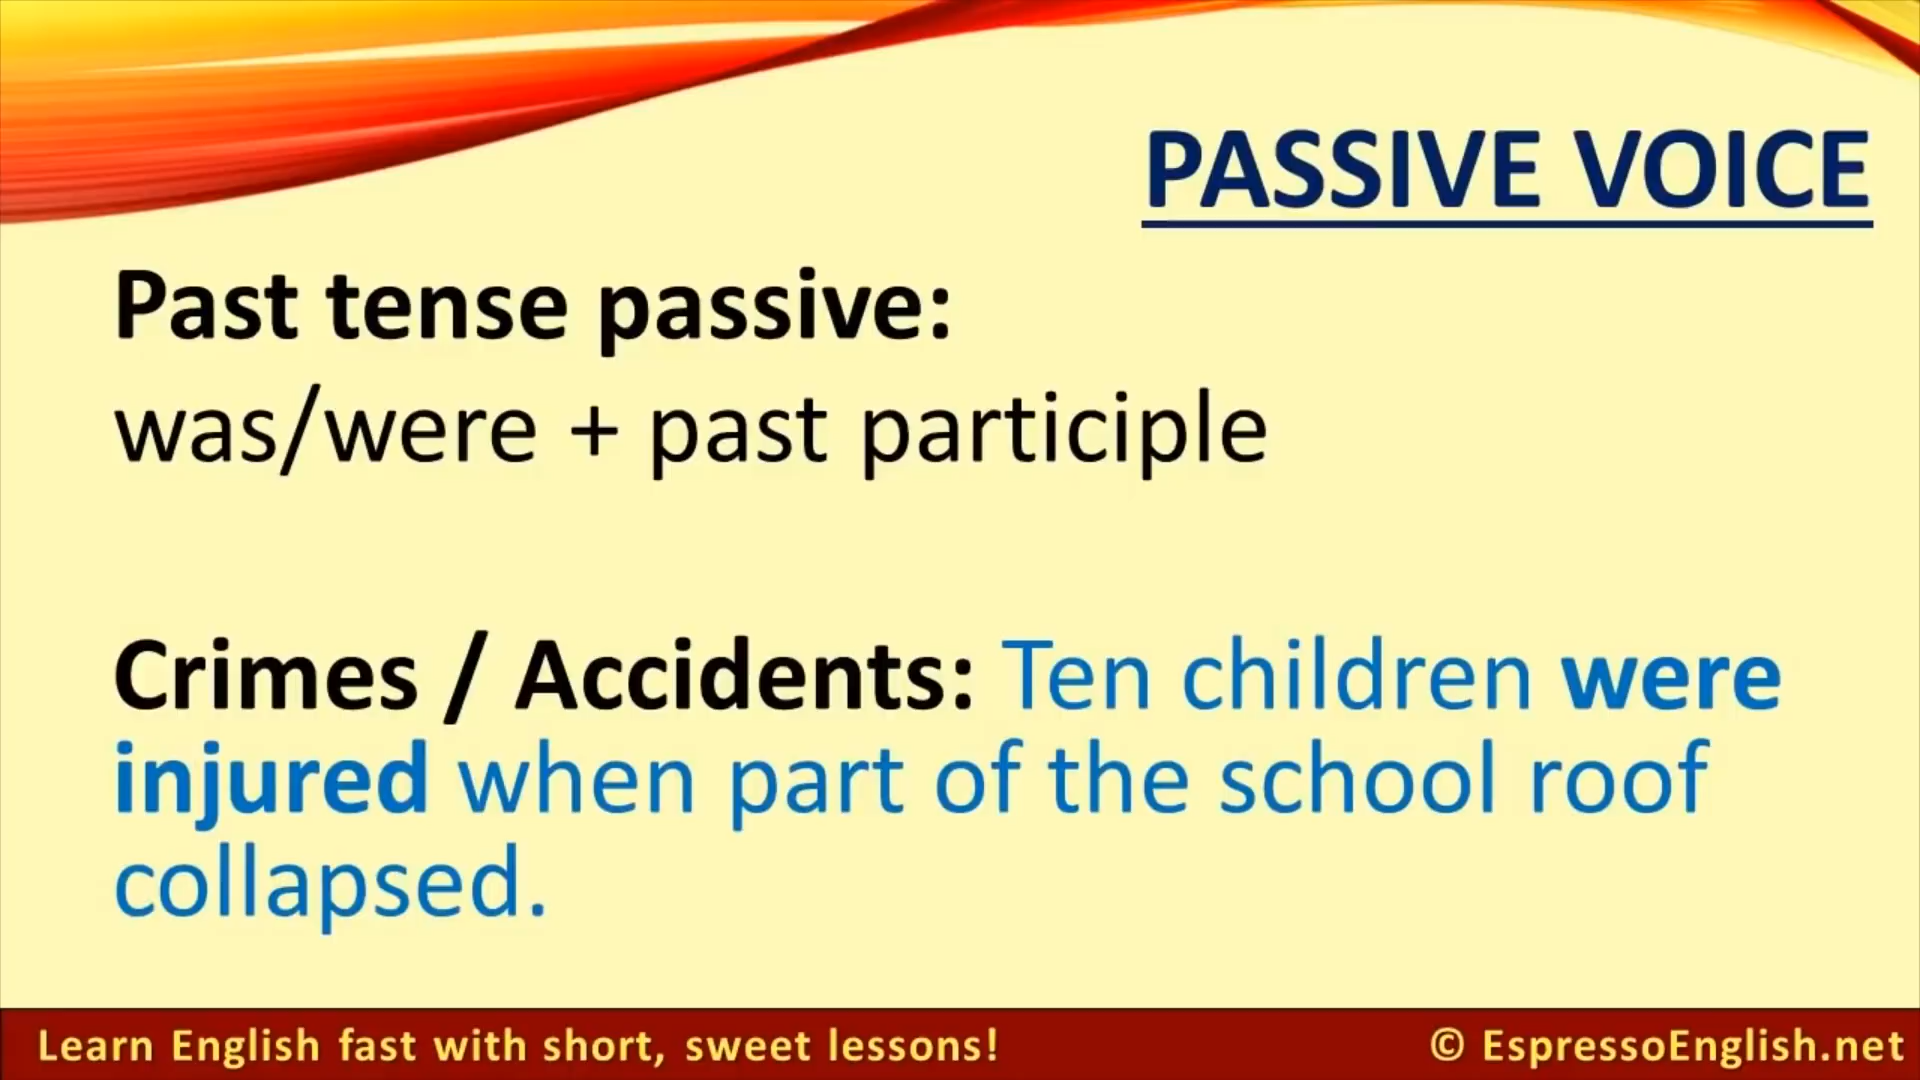 PASSIVE VOICE
Past tense passive:
was/were + past participle
Crimes / Accidents: Ten children were
injured when part of the school roof
collapsed.
Learn English fast with short, sweet lessons!
© EspressoEnglish.net